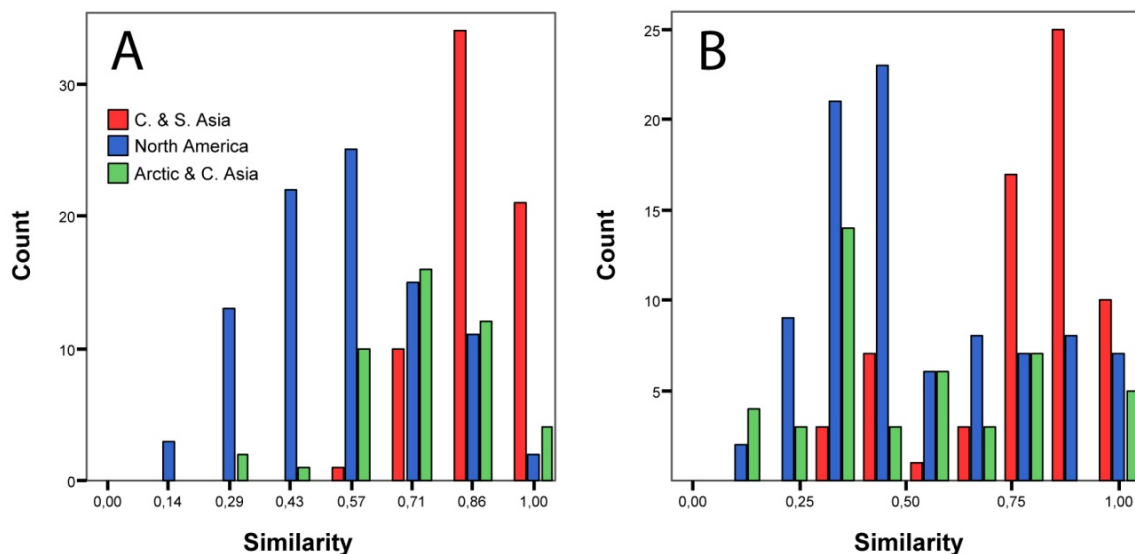 A
C. & S. Asia
North America
Arctic & C. Asia
Count
30
20
10
0
0,00 0,14 0,29 0,43 0,57 0,71 0,86 1,00
Similarity
B
Count
25
20
15
10
5
0,00 0,25 0,50 0,75 1,00
Similarity